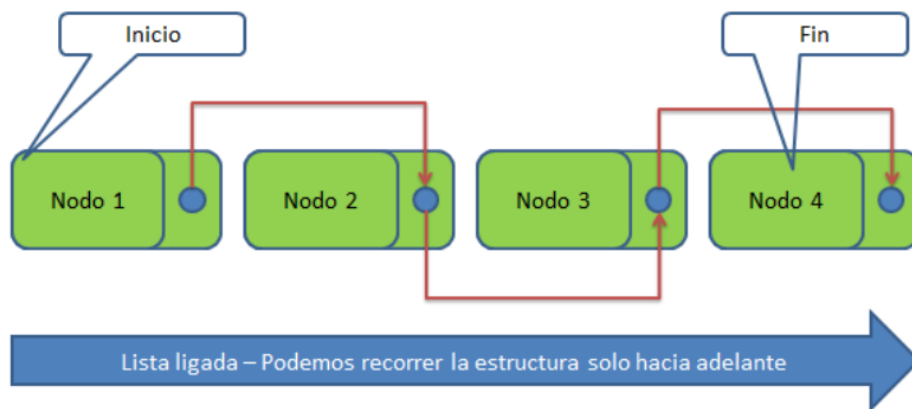 Inicio
Fin
Nodo 1
Nodo 2
Nodo 3
Nodo 4
Lista ligada – Podemos recorrer la estructura solo hacia adelante